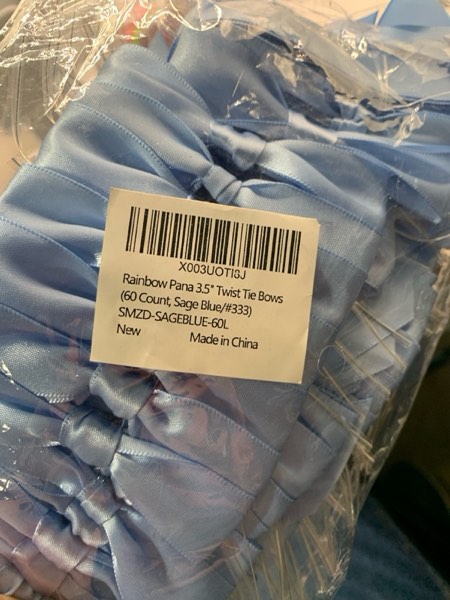 X003UOTI8J
Rainbow Pana 3.5" Twist Tie Bows
(60 Count, Sage Blue/#333)
SMZD-SAGEBLUE-60L
New Made in China